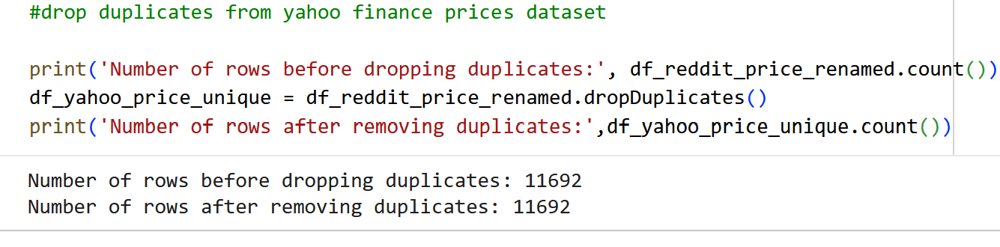 #drop duplicates from yahoo finance prices dataset
print('Number of rows before dropping duplicates:', df_reddit_price_renamed.count())
df_yahoo_price_unique = df_reddit_price_renamed.dropDuplicates()
print('Number of rows after removing duplicates:',df_yahoo_price_unique.count())
Number of rows before dropping duplicates: 11692
Number of rows after removing duplicates: 11692